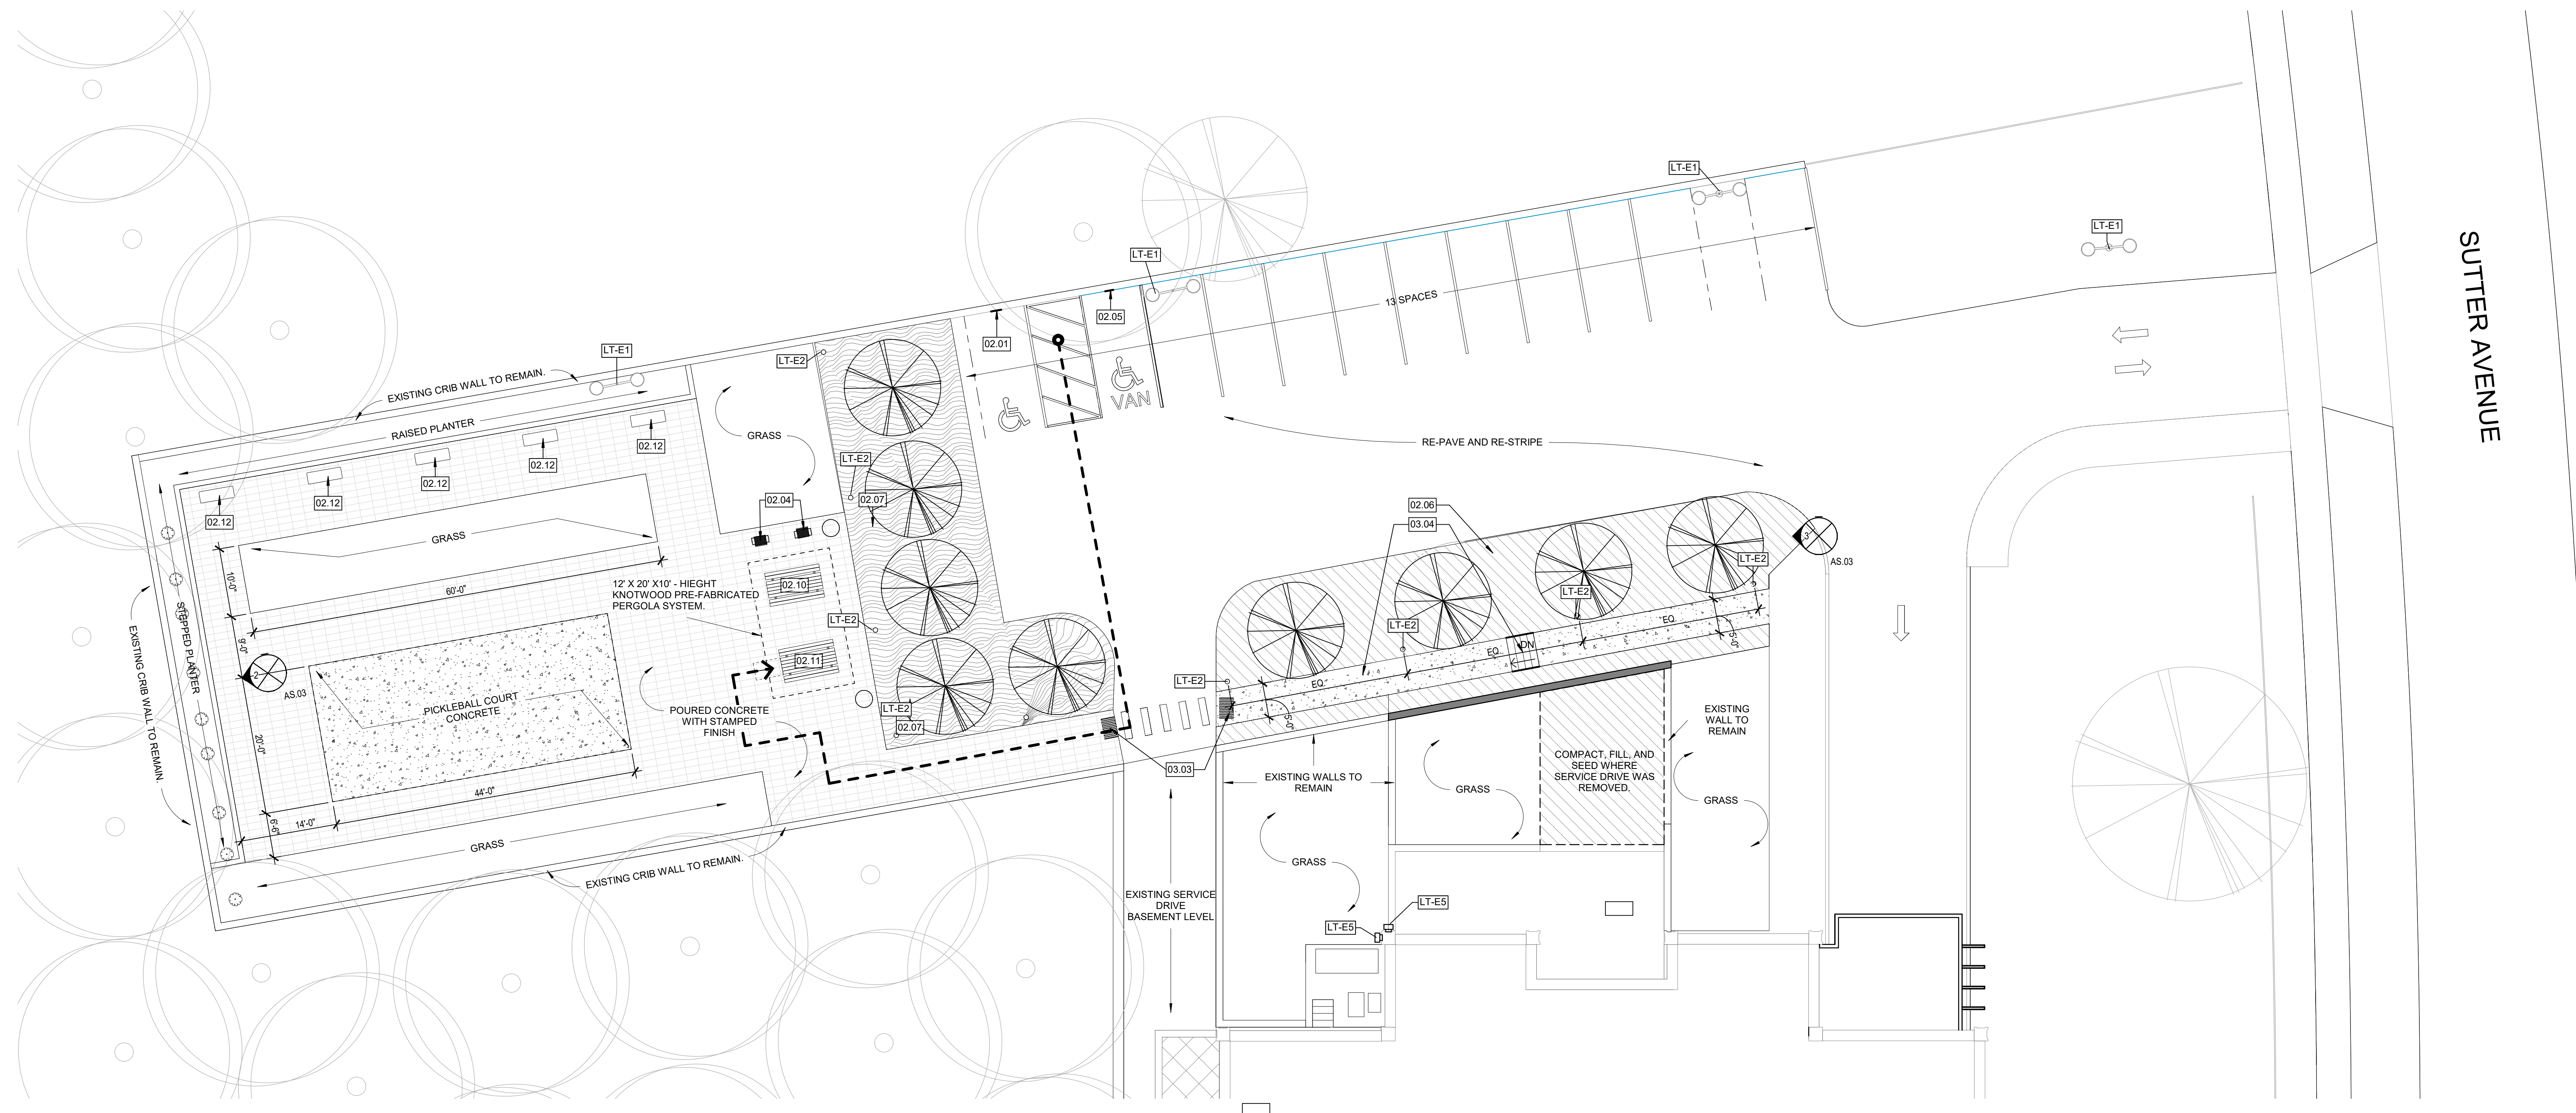 SUTTER AVENUE
LT-E1
LT-E1
LT-E1
LT-E1
13 SPACES
02.01
02.05
VAN
LT-E2
EXISTING CRIB WALL TO REMAIN.
RAISED PLANTER
GRASS
RE-PAVE AND RE-STRIPE
02.12
02.12
02.12
02.12
02.12
LT-E2
02.07
02.04
GRASS
10'-0"
60'-0"
12' X 20' X10' - HIEGHT
KNOTWOOD PRE-FABRICATED
PERGOLA SYSTEM.
02.10
02.11
LT-E2
LT-E2
02.07
02.06
03.04
3
AS.03
LT-E2
LT-E2
LT-E2
LT-E2
EQ.
EQ.
EQ.
DN
5'-0"
5'-0"
EXISTING CRIB WALL TO REMAIN.
STEPPED PLANTER
9'-0"
2
AS.03
PICKLEBALL COURT
CONCRETE
20'-0"
44'-0"
14'-0"
6'-6"
POURED CONCRETE
WITH STAMPED
FINISH
03.03
GRASS
EXISTING CRIB WALL TO REMAIN.
EXISTING WALLS TO
REMAIN
GRASS
GRASS
COMPACT, FILL, AND
SEED WHERE
SERVICE DRIVE WAS
REMOVED.
EXISTING
WALL TO
REMAIN
GRASS
EXISTING SERVICE
DRIVE
BASEMENT LEVEL
LT-E5
LT-E5